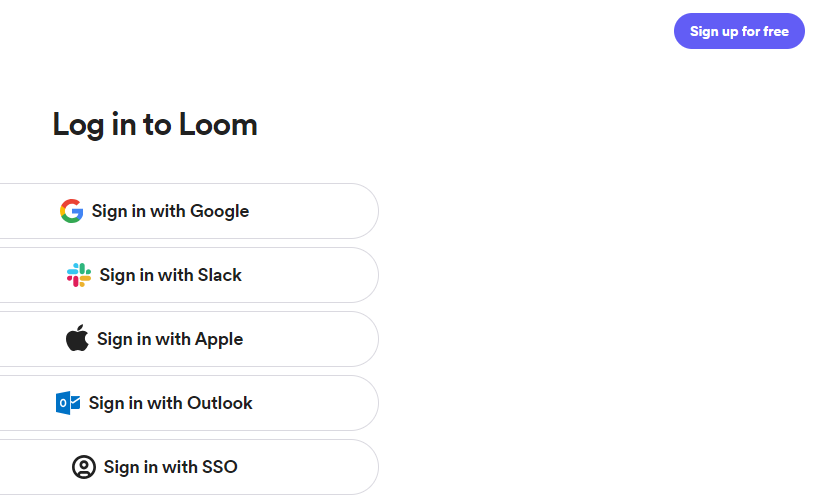 Sign up for free
Log in to Loom
Sign in with Google
Sign in with Slack
Sign in with Apple
Sign in with Outlook
Sign in with SSO